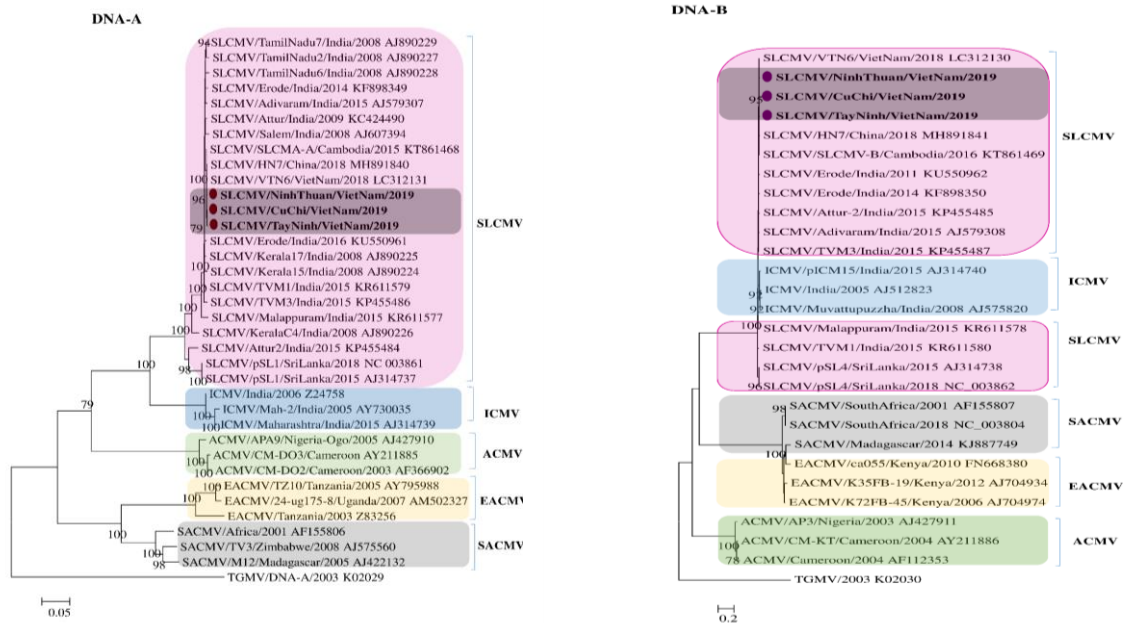 DNA-A
94
SLCMV/TamilNadu7/India/2008 AJ890229
SLCMV/TamilNadu2/India/2008 AJ890227
SLCMV/TamilNadu6/India/2008 AJ890228
SLCMV/Erode/India/2014 KF898349
SLCMV/Adivaram/India/2015 AJ579307
SLCMV/Attur/India/2009 KC424490
SLCMV/Salem/India/2008 AJ607394
SLCMV/SLCMA-A/Cambodia/2015 KT861468
SLCMV/HN7/China/2018 MH891840
100
SLCMV/VTN6/VietNam/2018 LC312131
96
SLCMV/NinhThuan/VietNam/2019
SLCMV/CuChi/VietNam/2019
79
SLCMV/TayNinh/VietNam/2019
SLCMV
SLCMV/Erode/India/2016 KU550961
SLCMV/Kerala17/India/2008 AJ890225
100
SLCMV/Kerala15/India/2008 AJ890224
100
SLCMV/TVM1/India/2015 KR611579
100
SLCMV/TVM3/India/2015 KP455486
SLCMV/Malappuram/India/2015 KR611577
100
SLCMV/KeralaC4/India/2008 AJ890226
SLCMV/Attur2/India/2015 KP455484
100
98
SLCMV/pSL1/SriLanka/2018 NC 003861
100
SLCMV/pSL1/SriLanka/2015 AJ314737
ICMV/India/2006 Z24758
79
ICMV/Mah-2/India/2005 AY730035
ICMV
100
100
ICMV/Maharashtra/India/2015 AJ314739
ACMV/APA9/Nigeria-Ogo/2005 AJ427910
ACMV/CM-DO3/Cameroon AY211885
ACMV
100
100
ACMV/CM-DO2/Cameroon/2003 AF366902
EACMV/TZ10/Tanzania/2005 AY795988
100
100
EACMV/24-ug175-8/Uganda/2007 AM502327
EACMV
EACMV/Tanzania/2003 Z83256
100
SACMV/Africa/2001 AF155806
SACMV/TV3/Zimbabwe/2008 AJ575560
SACMV
100
98
SACMV/M12/Madagascar/2005 AJ422132
TGMV/DNA-A/2003 K02029
0.05
DNA-B
SLCMV/VTN6/VietNam/2018 LC312130
SLCMV/NinhThuan/VietNam/2019
SLCMV/CuChi/VietNam/2019
SLCMV/TayNinh/VietNam/2019
SLCMV/HN7/China/2018 MH891841
SLCMV
SLCMV/SLCMV-B/Cambodia/2016 KT861469
SLCMV/Erode/India/2011 KU550962
SLCMV/Erode/India/2014 KF898350
SLCMV/Attur-2/India/2015 KP455485
SLCMV/Adivaram/India/2015 AJ579308
SLCMV/TVM3/India/2015 KP455487
ICMV/pICM15/India/2015 AJ314740
ICMV/India/2005 AJ512823
ICMV
92
ICMV/Muvattupuzzha/India/2008 AJ575820
100
SLCMV/Malappuram/India/2015 KR611578
SLCMV/TVM1/India/2015 KR611580
SLCMV
SLCMV/pSL4/SriLanka/2015 AJ314738
96
SLCMV/pSL4/SriLanka/2018 NC_003862
98
SACMV/SouthAfrica/2001 AF155807
SACMV/SouthAfrica/2018 NC_003804
SACMV
SACMV/Madagascar/2014 KJ887749
100
EACMV/ca055/Kenya/2010 FN668380
EACMV/K35FB-19/Kenya/2012 AJ704934
EACMV
EACMV/K72FB-45/Kenya/2006 AJ704974
ACMV/AP3/Nigeria/2003 AJ427911
100
ACMV/CM-KT/Cameroon/2004 AY211886
ACMV
78
ACMV/Cameroon/2004 AF112353
TGMV/2003 K02030
0.2